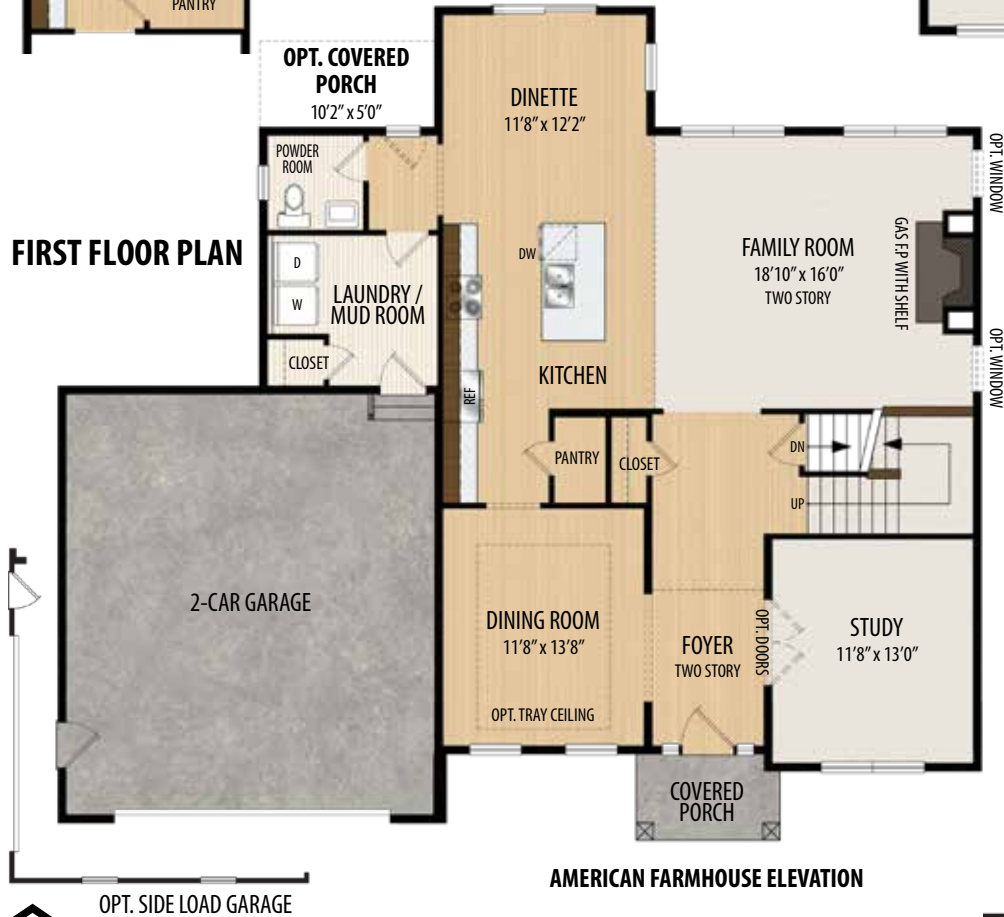 PANTRY
OPT. COVERED
PORCH
10'2" x 5'0"
DINETTE
11'8" x 12'2"
POWDER
ROOM
OPT. WINDOW
FIRST FLOOR PLAN
D
W
LAUNDRY /
MUD ROOM
CLOSET
DW
FAMILY ROOM
18'10" x 16'0"
TWO STORY
GAS F.P WITH SHELF
OPT. WINDOW
KITCHEN
REF
PANTRY
CLOSET
DN
UP
2-CAR GARAGE
DINING ROOM
11'8" x 13'8"
OPT. TRAY CEILING
FOYER
TWO STORY
OPT. DOORS
STUDY
11'8" x 13'0"
COVERED
PORCH
AMERICAN FARMHOUSE ELEVATION
OPT. SIDE LOAD GARAGE